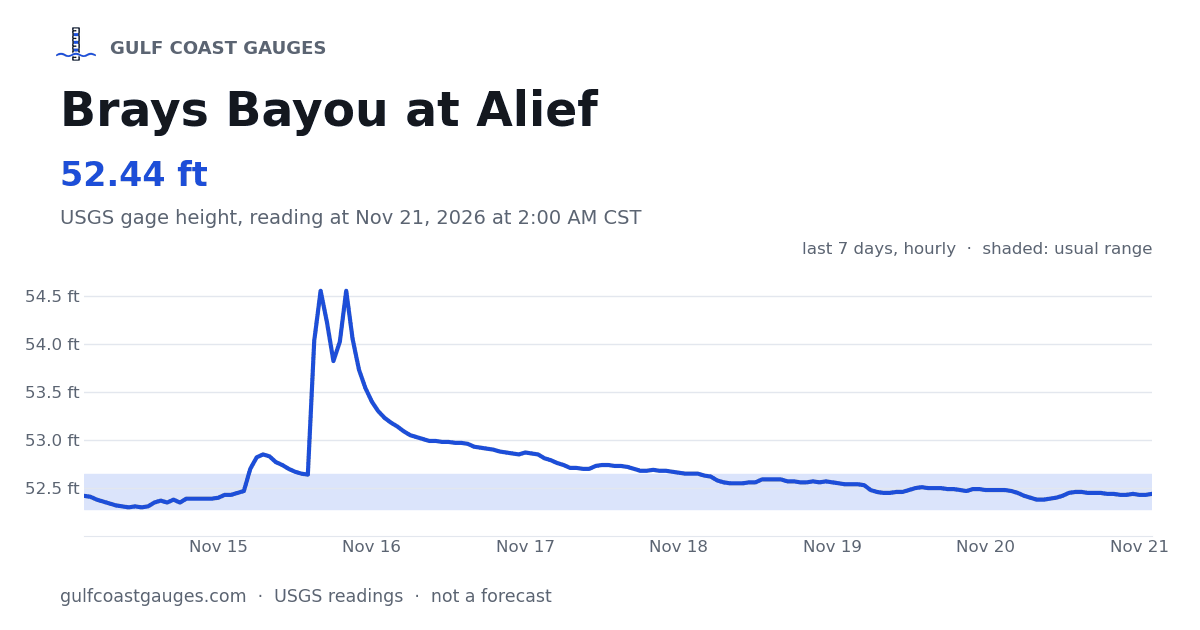 GULF COAST GAUGES
Brays Bayou at Alief
52.44 ft
USGS gage height, reading at Nov 21, 2026 at 2:00 AM CST
last 7 days, hourly · shaded: usual range
54.5 ft
54.0 ft
53.5 ft
53.0 ft
52.5 ft
Nov 15 Nov 16 Nov 17 Nov 18 Nov 19 Nov 20 Nov 21
gulfcoastgauges.com · USGS readings · not a forecast